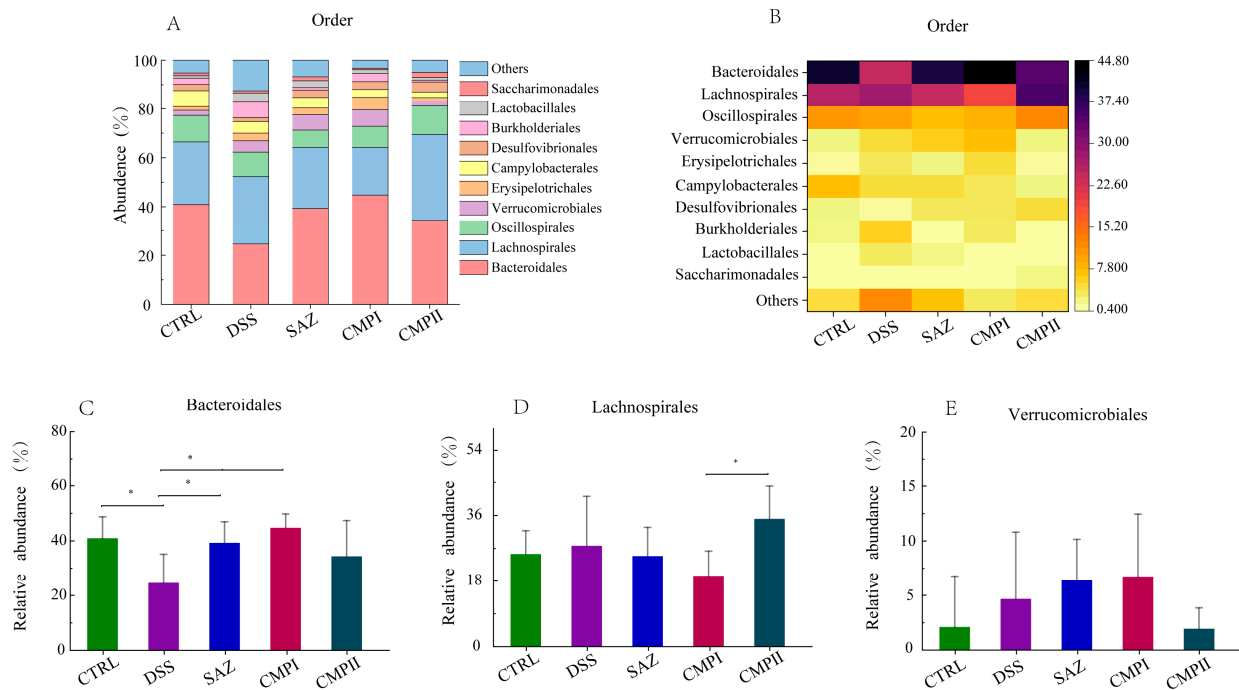 A
Order
Abundence (%)
100
80
60
40
20
0
CTRL
DSS
SAZ
CMPI
CMPII
Others
Saccharimonadales
Lactobacillales
Burkholderiales
Desulfovibrionales
Campylobacterales
Erysipelotrichales
Verrucomicrobiales
Oscillospirales
Lachnospirales
Bacteroidales
B
Order
Bacteroidales
Lachnospirales
Oscillospirales
Verrucomicrobiales
Erysipelotrichales
Campylobacterales
Desulfovibrionales
Burkholderiales
Lactobacillales
Saccharimonadales
Others
CTRL
DSS
SAZ
CMPI
CMPII
44.80
37.40
30.00
22.60
15.20
7.800
0.400
C
Bacteroidales
Relative abundance (%)
80
60
40
20
0
*
*
*
CTRL
DSS
SAZ
CMPI
CMPII
D
Lachnospirales
Relative abundance (%)
54
36
18
0
*
CTRL
DSS
SAZ
CMPI
CMPII
E
Verrucomicrobiales
Relative abundance (%)
20
15
10
5
0
CTRL
DSS
SAZ
CMPI
CMPII